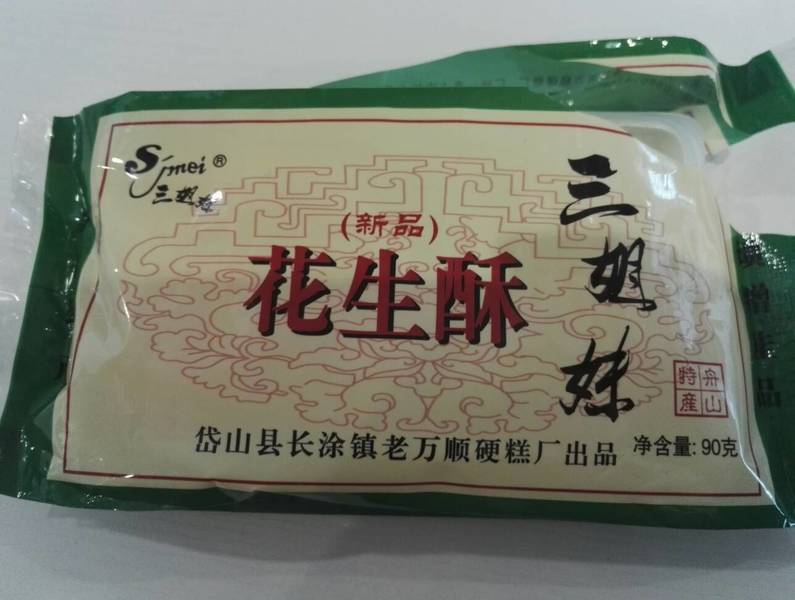 Sjmei®
三姐妹
(新品)
花生酥
三姐妹
舟山
特産
岱山县长涂镇老万顺硬糕厂出品
净含量: 90克